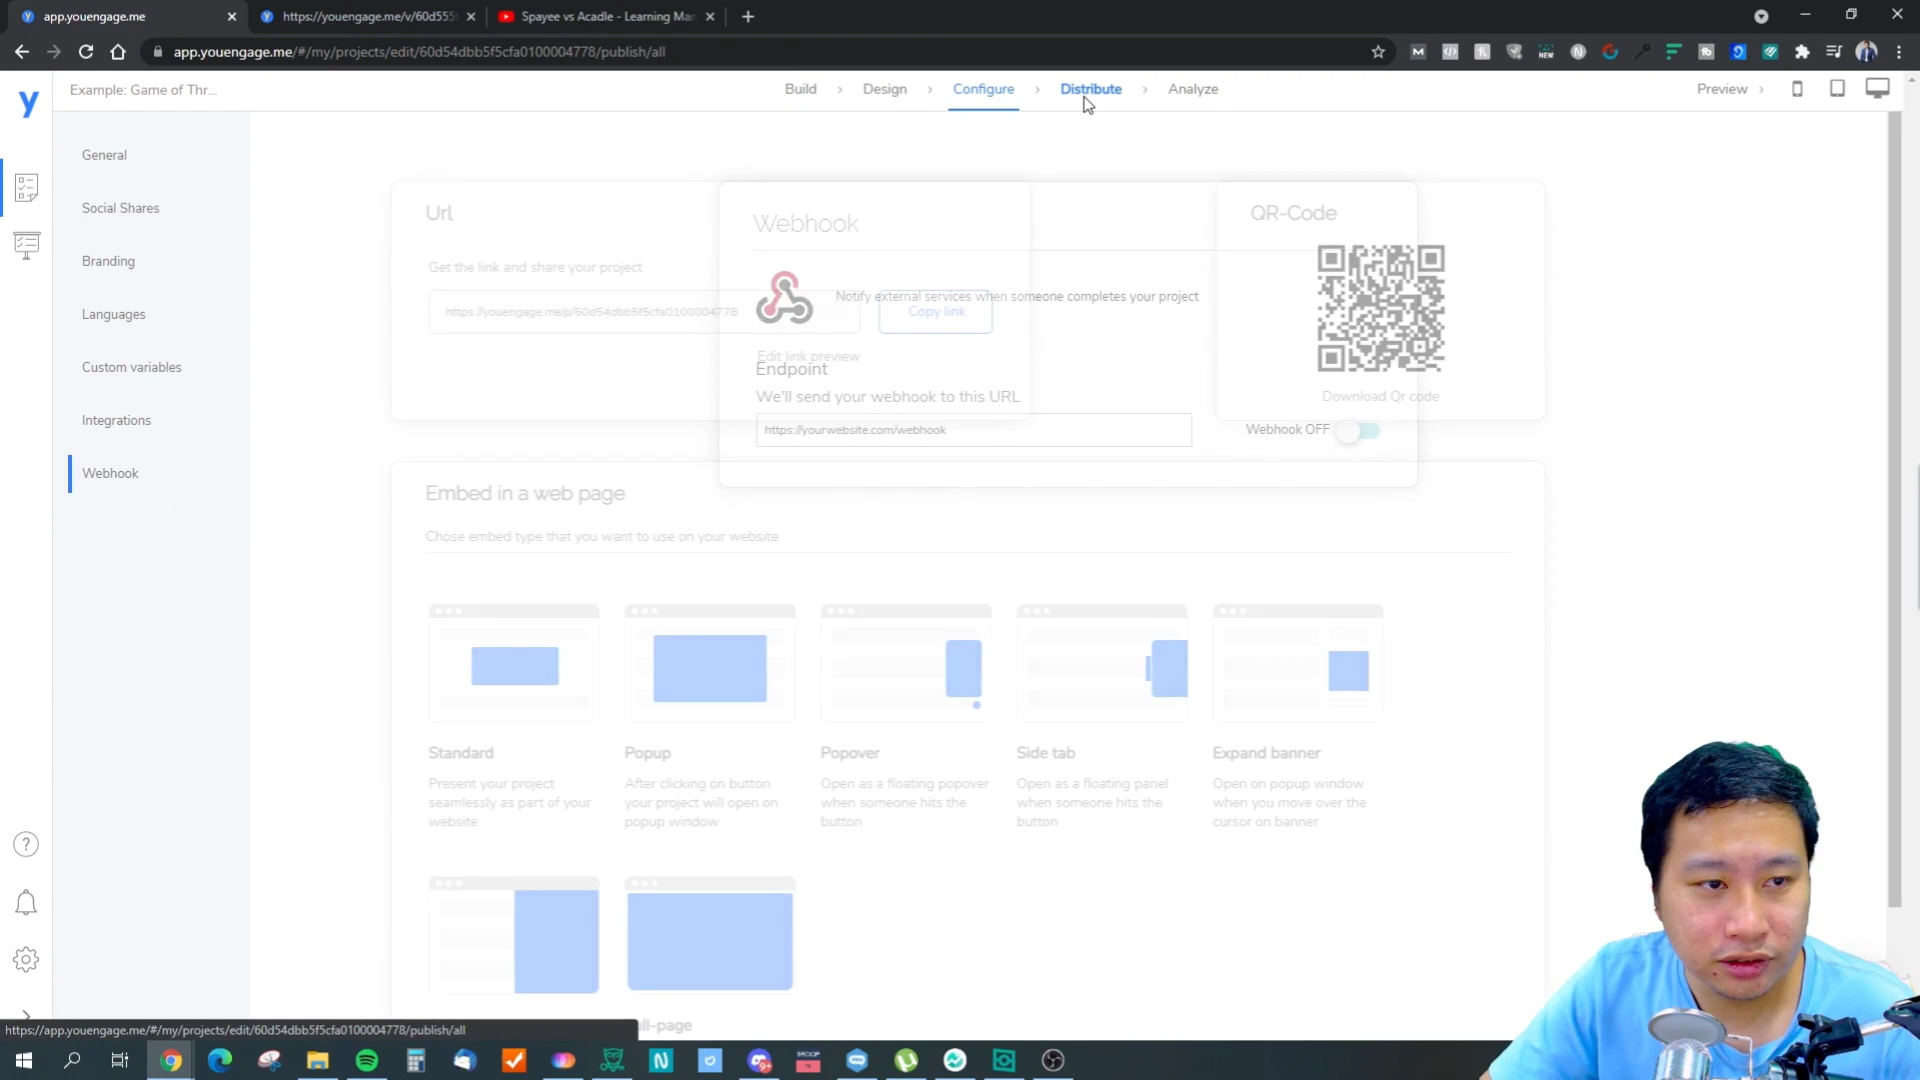 app.youengage.me
https://youengage.me/v/60d555
Spayee vs Acadle - Learning Man
app.youengage.me/#/my/projects/edit/60d54dbb5f5cfa0100004778/publish/all
Example: Game of Thr...
Build
Design
Configure
Distribute
Analyze
Preview
General
Social Shares
Branding
Languages
Custom variables
Integrations
Webhook
Url
Get the link and share your project
https://youengage.me/p/60d54dbb5f5cfa0100004778
Copy link
Edit link preview
Webhook
Notify external services when someone completes your project
Endpoint
We'll send your webhook to this URL
https://yourwebsite.com/webhook
Webhook OFF
QR-Code
Download Qr code
Embed in a web page
Chose embed type that you want to use on your website
Standard
Present your project
seamlessly as part of your
website
Popup
After clicking on button
your project will open on
popup window
Popover
Open as a floating popover
when someone hits the
button
Side tab
Open as a floating panel
when someone hits the
button
Expand banner
Open on popup window
when you move over the
cursor on banner
ll-page
https://app.youengage.me/#/my/projects/edit/60d54dbb5f5cfa0100004778/publish/all